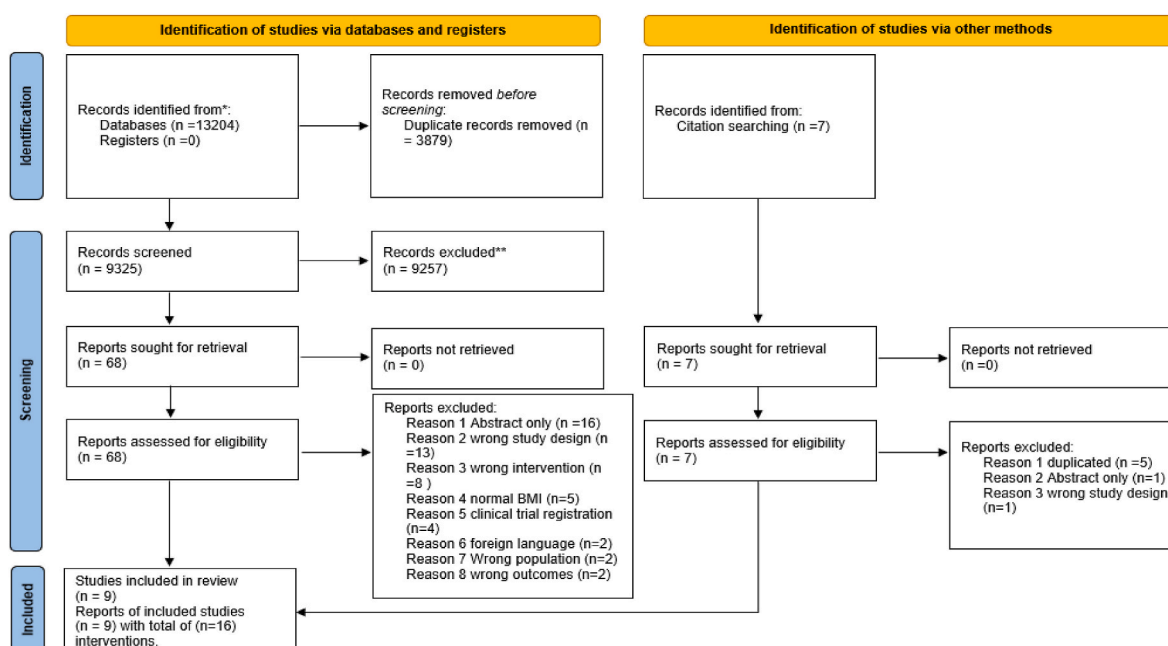 Identification of studies via databases and registers
Identification of studies via other methods
Identification
Records identified from*:
Databases (n =13204)
Registers (n =0)
Records removed before
screening:
Duplicate records removed (n
= 3879)
Records identified from:
Citation searching (n =7)
Screening
Records screened
(n = 9325)
Records excluded**
(n = 9257)
Reports sought for retrieval
(n = 68)
Reports not retrieved
(n = 0)
Reports sought for retrieval
(n = 7)
Reports not retrieved
(n =0)
Reports assessed for eligibility
(n = 68)
Reports excluded:
Reason 1 Abstract only (n =16)
Reason 2 wrong study design (n
=13)
Reason 3 wrong intervention (n
=8 )
Reason 4 normal BMI (n=5)
Reason 5 clinical trial registration
(n=4)
Reason 6 foreign language (n=2)
Reason 7 Wrong population (n=2)
Reason 8 wrong outcomes (n=2)
Reports assessed for eligibility
(n = 7)
Reports excluded:
Reason 1 duplicated (n =5)
Reason 2 Abstract only (n=1)
Reason 3 wrong study design
(n=1)
Included
Studies included in review
(n = 9)
Reports of included studies
(n = 9) with total of (n=16)
interventions.